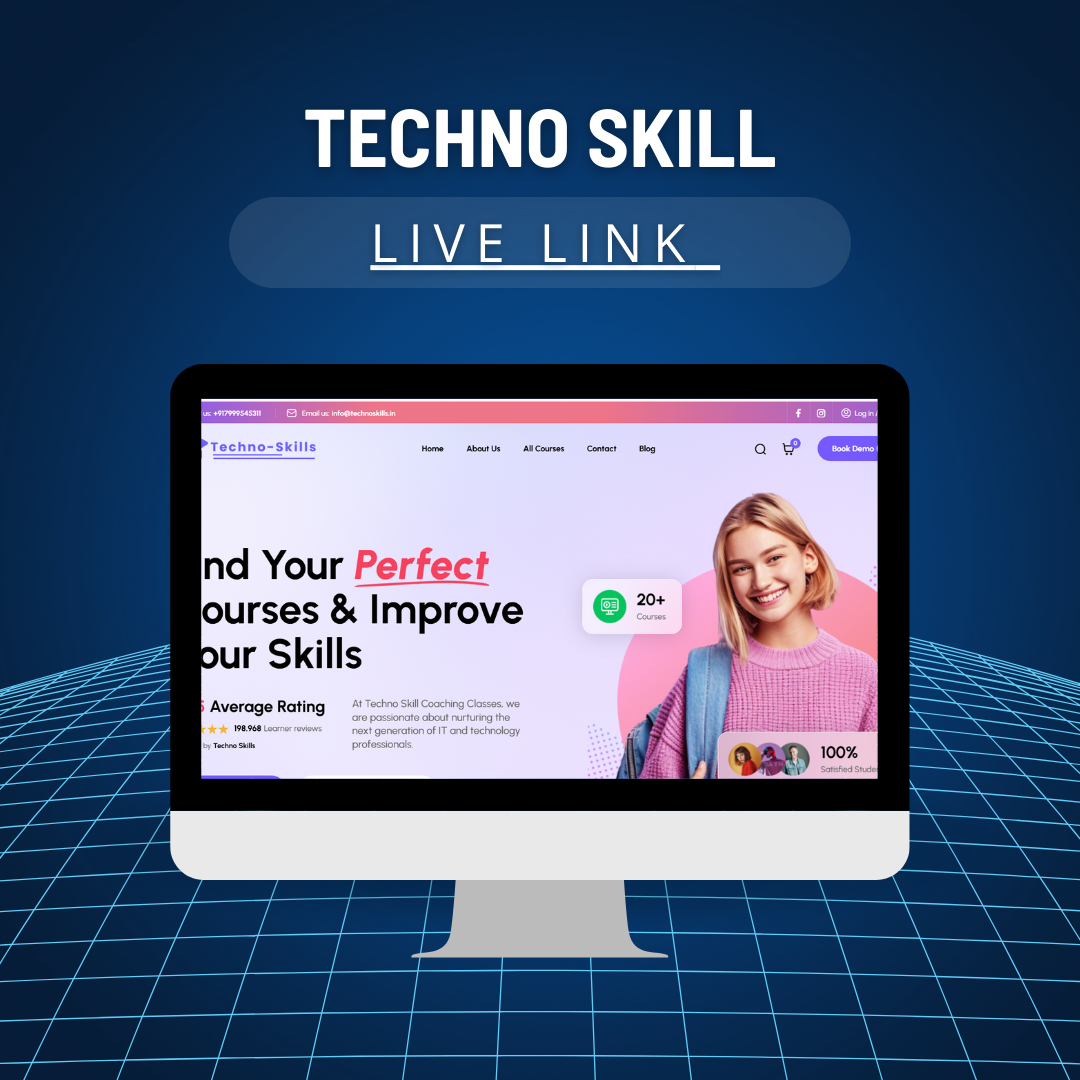 TECHNO SKILL
LIVE LINK
us: +917999545311 Email us: info@technoskills.in Log in /
Techno-Skills Home About Us All Courses Contact Blog 0 Book Demo
nd Your Perfect
ourses & Improve
our Skills
20+
Courses
5 Average Rating
198.968 Learner reviews
by Techno Skills
At Techno Skill Coaching Classes, we
are passionate about nurturing the
next generation of IT and technology
professionals.
100%
Satisfied Stude